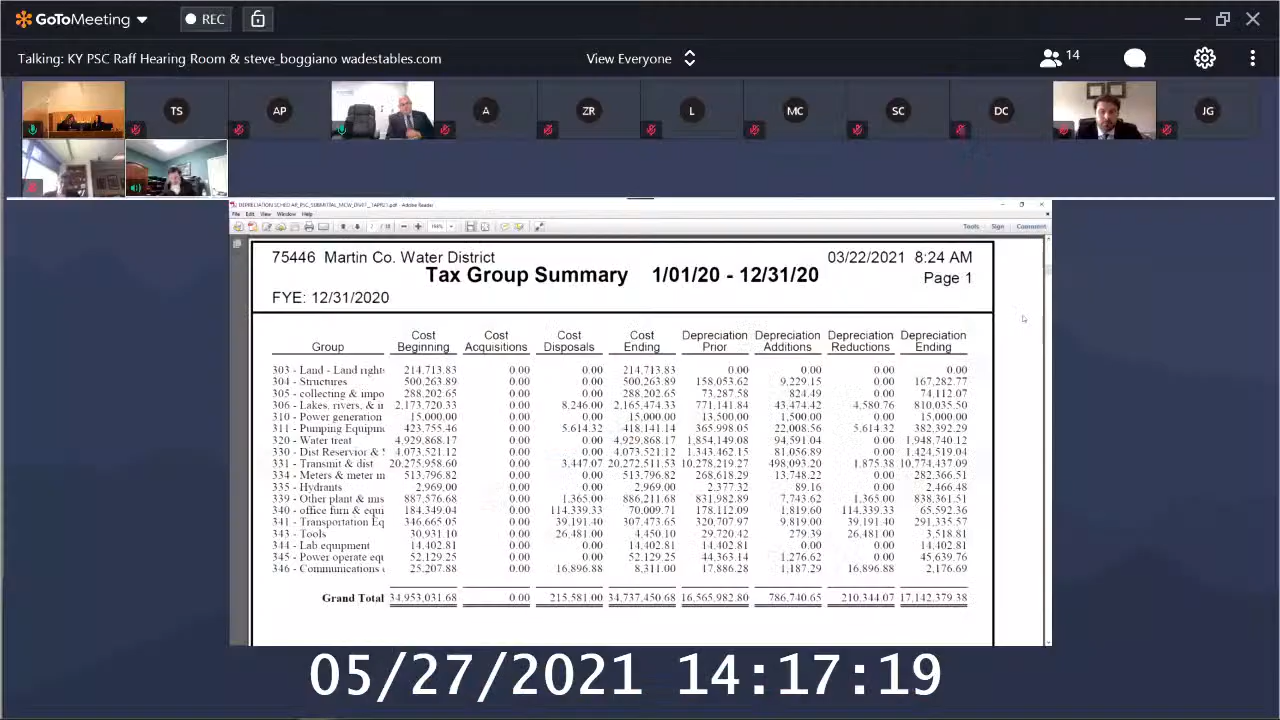 GoToMeeting
REC
Talking: KY PSC Raff Hearing Room & steve_boggiano wadestables.com
View Everyone
14
TS AP A ZR L MC SC DC JG
File Edit View Window Help
Tools Sign Comment
75446 Martin Co. Water District 03/22/2021 8:24 AM
Tax Group Summary 1/01/20 - 12/31/20
Page 1
FYE: 12/31/2020
Group Cost Beginning Cost Acquisitions Cost Disposals Cost Ending Depreciation Prior Depreciation Additions Depreciation Reductions Depreciation Ending
303 - Land - Land rights 214,713.83 0.00 0.00 214,713.83 0.00 0.00 0.00 0.00
304 - Structures 500,263.89 0.00 0.00 500,263.89 158,053.62 9,229.15 0.00 167,282.77
305 - collecting & impo 288,202.65 0.00 0.00 288,202.65 73,287.58 824.49 0.00 74,112.07
306 - Lakes, rivers, & in 2,173,720.33 0.00 8,246.00 2,165,474.33 771,141.84 43,474.42 4,580.76 810,035.50
310 - Power generation 15,000.00 0.00 0.00 15,000.00 13,500.00 1,500.00 0.00 15,000.00
311 - Pumping Equipm 423,755.46 0.00 5,614.32 418,141.14 365,998.05 22,008.56 5,614.32 382,392.29
320 - Water treat 4,929,868.17 0.00 0.00 4,929,868.17 1,854,149.08 94,591.04 0.00 1,948,740.12
330 - Dist Reservior & 4,073,521.12 0.00 0.00 4,073,521.12 1,343,462.15 81,056.89 0.00 1,424,519.04
331 - Transmit & dist 20,275,958.60 0.00 3,447.07 20,272,511.53 10,278,219.27 498,093.20 1,875.38 10,774,437.09
334 - Meters & meter in 513,796.82 0.00 0.00 513,796.82 268,618.29 13,748.22 0.00 282,366.51
335 - Hydrants 2,969.00 0.00 0.00 2,969.00 2,377.32 89.16 0.00 2,466.48
339 - Other plant & mis 887,576.68 0.00 1,365.00 886,211.68 831,982.89 7,743.62 1,365.00 838,361.51
340 - office furn & equi 184,349.04 0.00 114,339.33 70,009.71 178,112.09 1,819.60 114,339.33 65,592.36
341 - Transportation Eq 346,665.05 0.00 39,191.40 307,473.65 320,707.97 9,819.00 39,191.40 291,335.57
343 - Tools 30,931.10 0.00 26,481.00 4,450.10 29,720.42 279.39 26,481.00 3,518.81
344 - Lab equipment 14,402.81 0.00 0.00 14,402.81 14,402.81 0.00 0.00 14,402.81
345 - Power operate eq 52,129.25 0.00 0.00 52,129.25 44,363.14 1,276.62 0.00 45,639.76
346 - Communications 25,207.88 0.00 16,896.88 8,311.00 17,886.28 1,187.29 16,896.88 2,176.69
Grand Total 34,953,031.68 0.00 215,581.00 34,737,450.68 16,565,982.80 786,740.65 210,344.07 17,142,379.38
05/27/2021 14:17:19